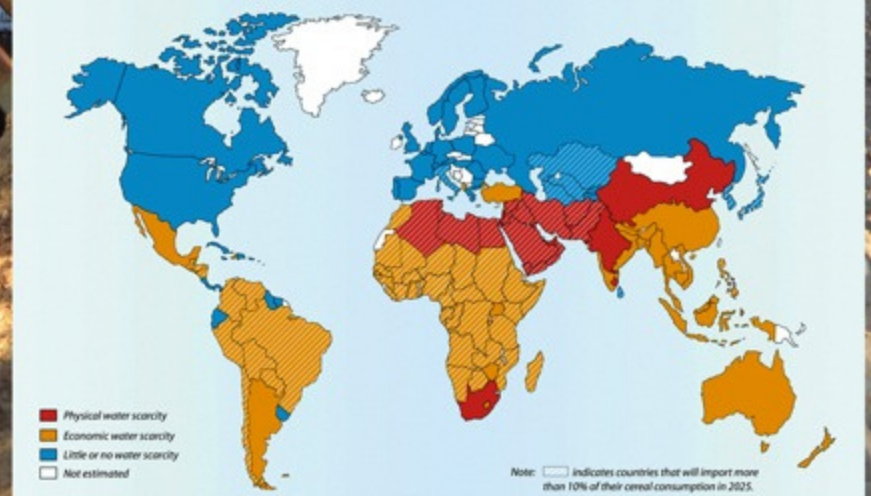 Physical water scarcity
Economic water scarcity
Little or no water scarcity
Not estimated
Note: indicates countries that will import more
than 10% of their cereal consumption in 2025.